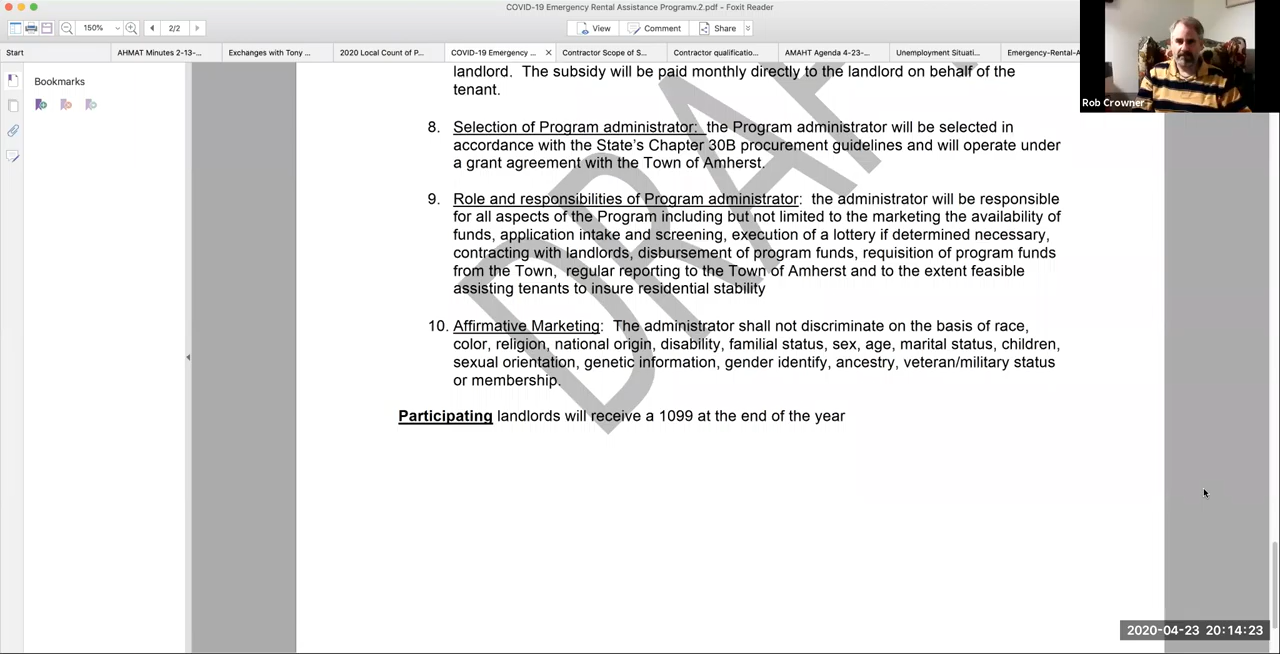 COVID-19 Emergency Rental Assistance Programv.2.pdf - Foxit Reader
150%
2/2
View
Comment
Share
Start
AHMAT Minutes 2-13-...
Exchanges with Tony ...
2020 Local Count of P...
COVID-19 Emergency ...
Contractor Scope of S...
Contractor qualificatio...
AMAHT Agenda 4-23-...
Unemployment Situati...
Emergency-Rental-A
Bookmarks
Rob Crowner
DRAF
landlord. The subsidy will be paid monthly directly to the landlord on behalf of the
tenant.
8. Selection of Program administrator: the Program administrator will be selected in
accordance with the State's Chapter 30B procurement guidelines and will operate under
a grant agreement with the Town of Amherst.
9. Role and responsibilities of Program administrator: the administrator will be responsible
for all aspects of the Program including but not limited to the marketing the availability of
funds, application intake and screening, execution of a lottery if determined necessary,
contracting with landlords, disbursement of program funds, requisition of program funds
from the Town, regular reporting to the Town of Amherst and to the extent feasible
assisting tenants to insure residential stability
10. Affirmative Marketing: The administrator shall not discriminate on the basis of race,
color, religion, national origin, disability, familial status, sex, age, marital status, children,
sexual orientation, genetic information, gender identify, ancestry, veteran/military status
or membership.
Participating landlords will receive a 1099 at the end of the year
2020-04-23 20:14:23